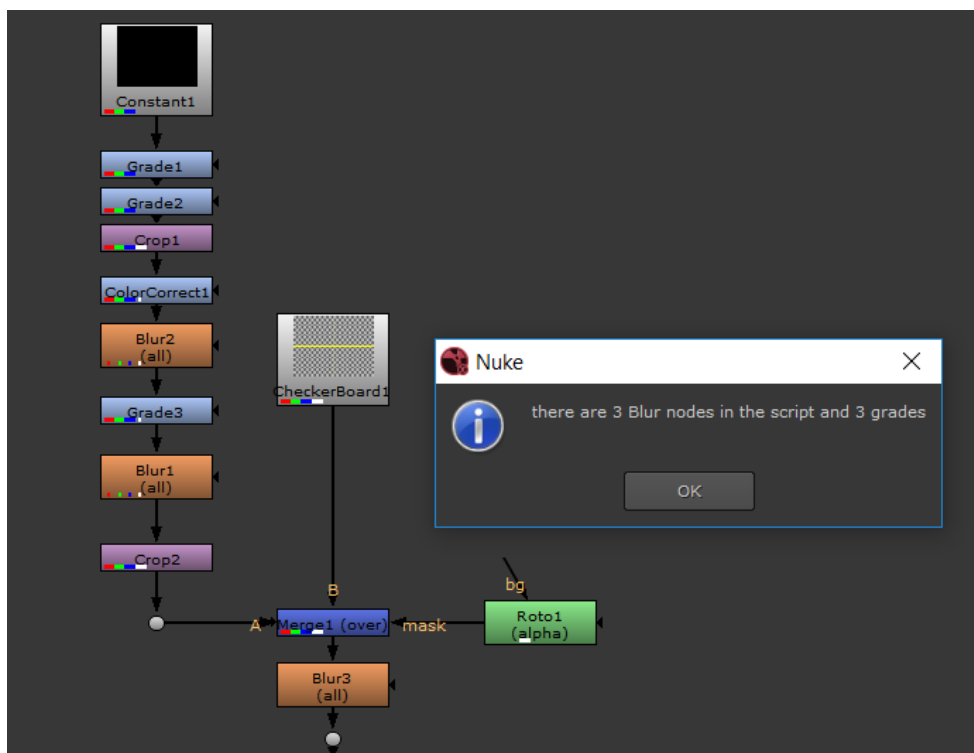 Constant1
Grade1
Grade2
Crop1
ColorCorrect1
Blur2
(all)
Grade3
Blur1
(all)
Crop2
CheckerBoard1
Nuke
there are 3 Blur nodes in the script and 3 grades
OK
B
bg
A
Merge1 (over)
mask
Roto1
(alpha)
Blur3
(all)